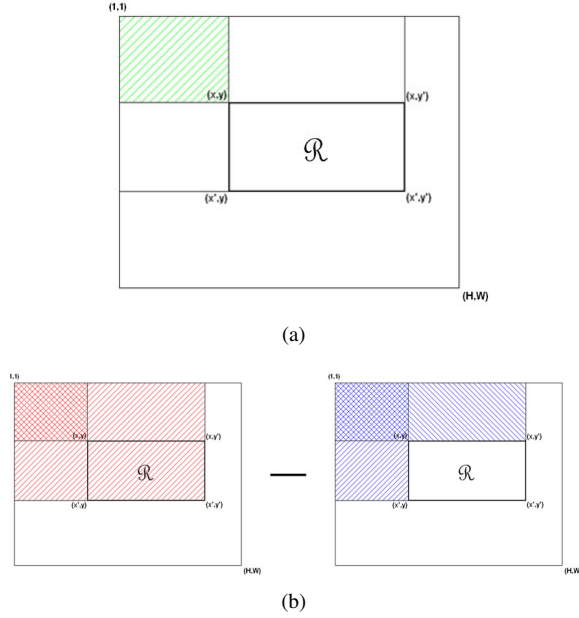 (1,1)
(x,y)
(x,y')
ℛ
(x',y)
(x',y')
(H,W)
(a)
1,1)
(x,y)
(x,y')
ℛ
(x',y)
(x',y')
(H,W)
(1,1)
(x,y)
(x,y')
ℛ
(x',y)
(x',y')
(H,W
(b)